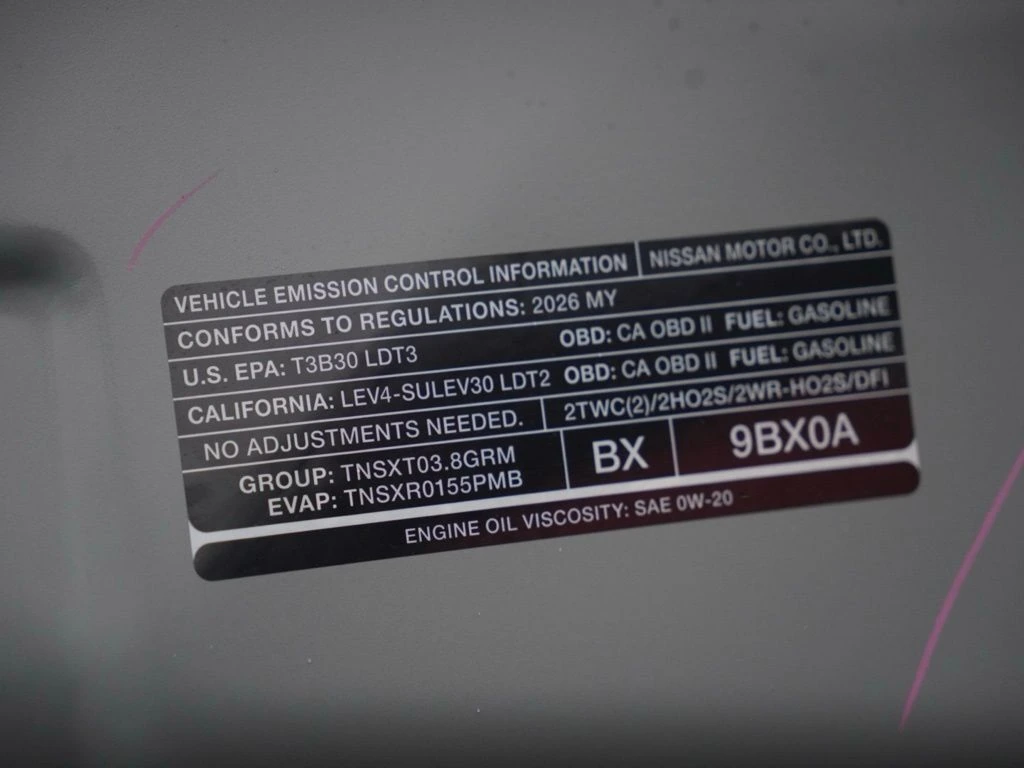 VEHICLE EMISSION CONTROL INFORMATION NISSAN MOTOR CO., LTD.
CONFORMS TO REGULATIONS: 2026 MY
U.S. EPA: T3B30 LDT3 OBD: CA OBD II FUEL: GASOLINE
CALIFORNIA: LEV4-SULEV30 LDT2 OBD: CA OBD II FUEL: GASOLINE
NO ADJUSTMENTS NEEDED. 2TWC(2)/2HO2S/2WR-HO2S/DFI
GROUP: TNSXT03.8GRM BX 9BX0A
EVAP: TNSXR0155PMB
ENGINE OIL VISCOSITY: SAE 0W-20